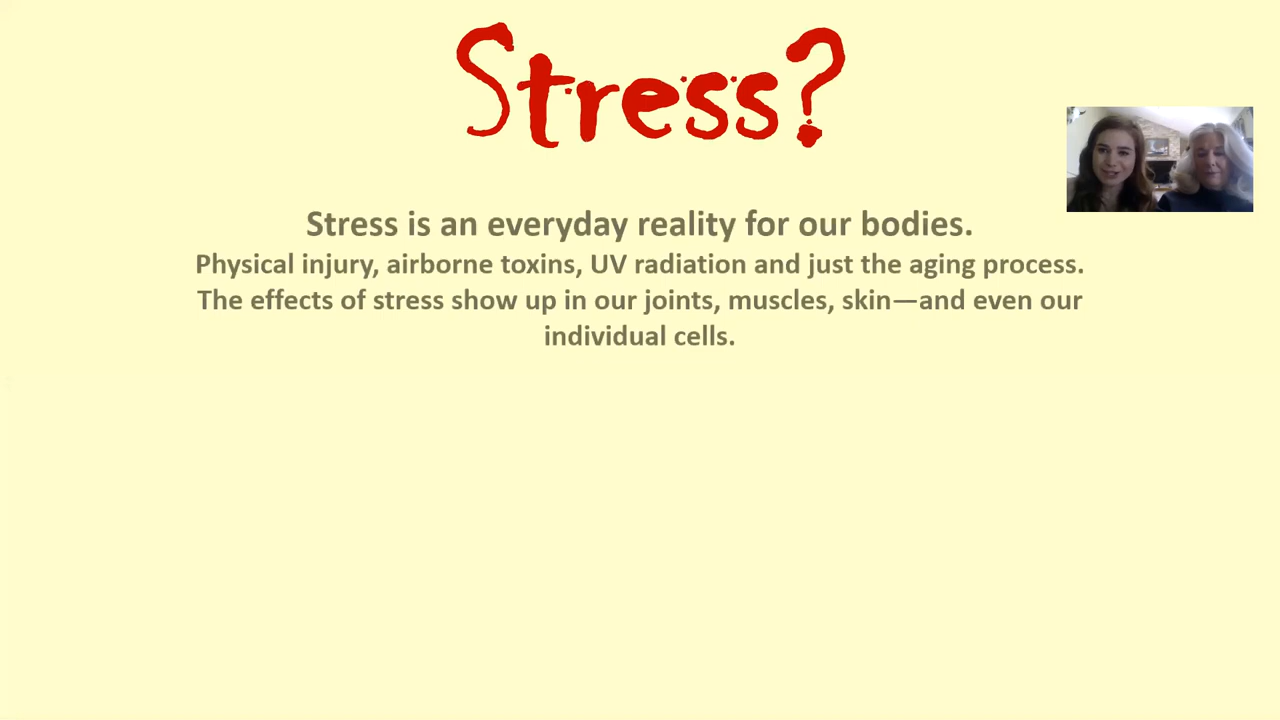 Stress?
Stress is an everyday reality for our bodies.
Physical injury, airborne toxins, UV radiation and just the aging process.
The effects of stress show up in our joints, muscles, skin—and even our
individual cells.